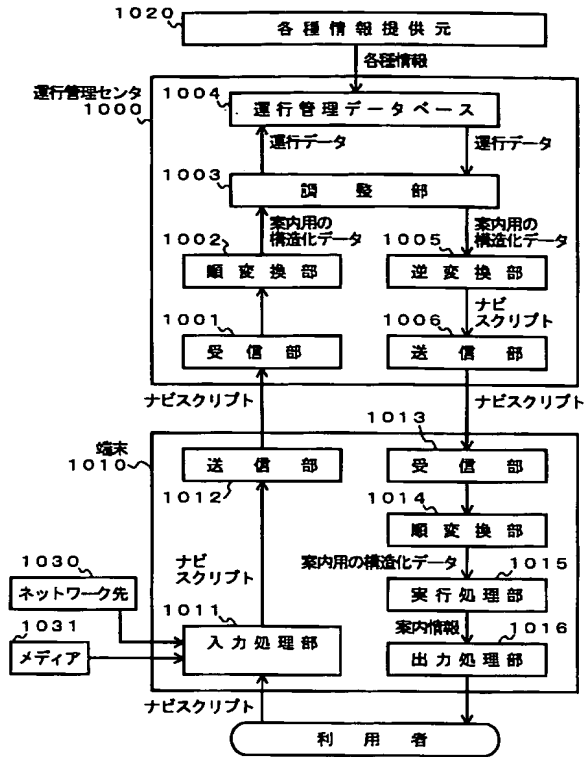 1020
各種情報提供元
各種情報
運行管理センタ
1000
1004
運行管理データベース
運行データ
運行データ
1003
調整部
案内用の
構造化データ
案内用の
構造化データ
1002
1005
順変換部
逆変換部
ナビ
スクリプト
1001
1006
受信部
送信部
ナビスクリプト
ナビスクリプト
1013
端末
1010
送信部
受信部
1012
1014
順変換部
ナビ
スクリプト
案内用の構造化データ
1015
1030
ネットワーク先
1011
実行処理部
案内情報
1016
1031
メディア
入力処理部
出力処理部
ナビスクリプト
利用者